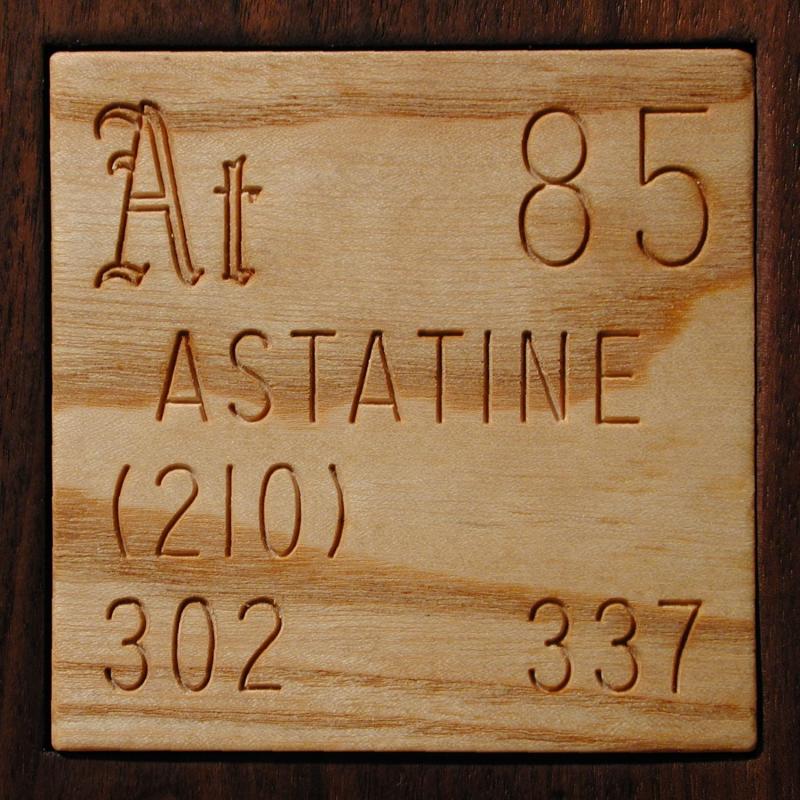 At 85
ASTATINE
(210)
302 337